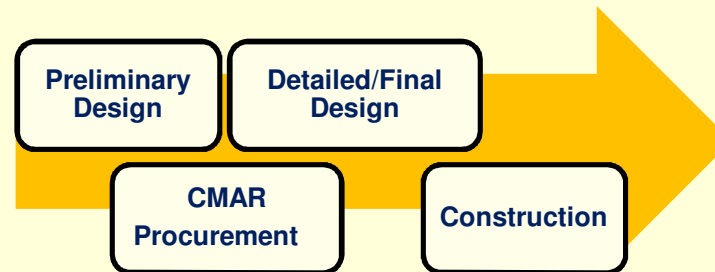 Preliminary
Design
Detailed/Final
Design
CMAR
Procurement
Construction